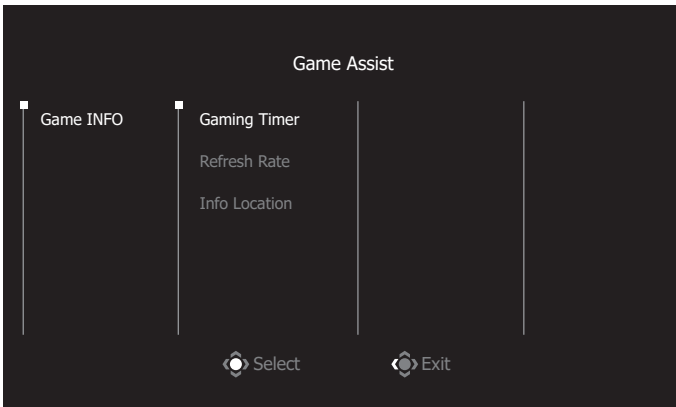 Game Assist
Game INFO
Gaming Timer
Refresh Rate
Info Location
Select
Exit